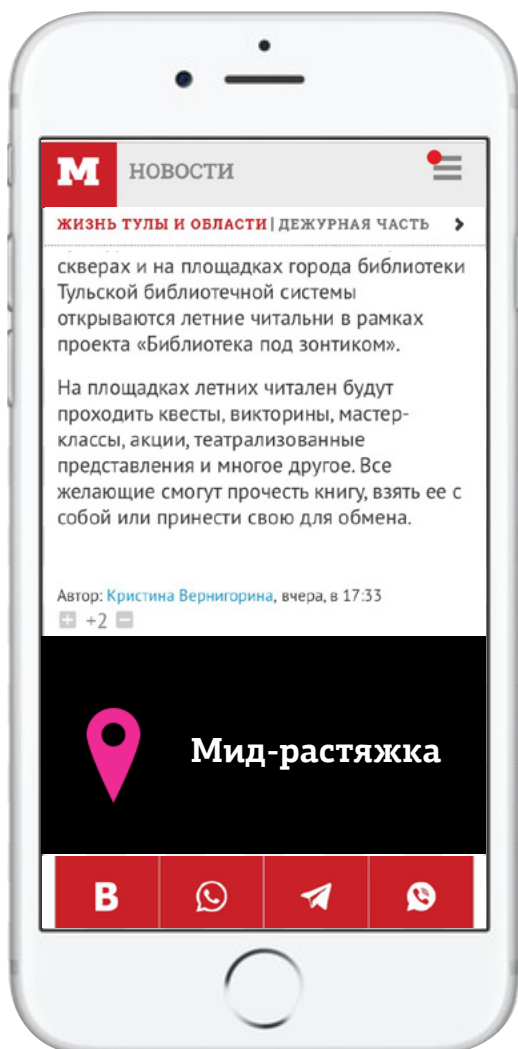 М НОВОСТИ
ЖИЗНЬ ТУЛЫ И ОБЛАСТИ | ДЕЖУРНАЯ ЧАСТЬ
скверах и на площадках города библиотеки
Тульской библиотечной системы
открываются летние читальни в рамках
проекта «Библиотека под зонтиком».
На площадках летних читален будут
проходить квесты, викторины, мастер-
классы, акции, театрализованные
представления и многое другое. Все
желающие смогут прочесть книгу, взять ее с
собой или принести свою для обмена.
Автор: Кристина Вернигорина, вчера, в 17:33
+2
Мид-растяжка
В